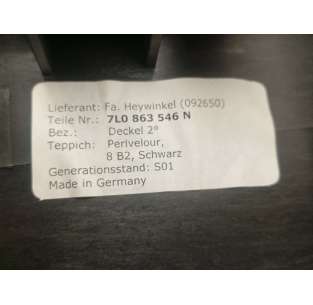 Lieferant: Fa. Heywinkel (092650)
Teile Nr.: 7L0 863 546 N
Bez.: Deckel 2°
Teppich: Perivelour,
8 B2, Schwarz
Generationsstand: S01
Made in Germany